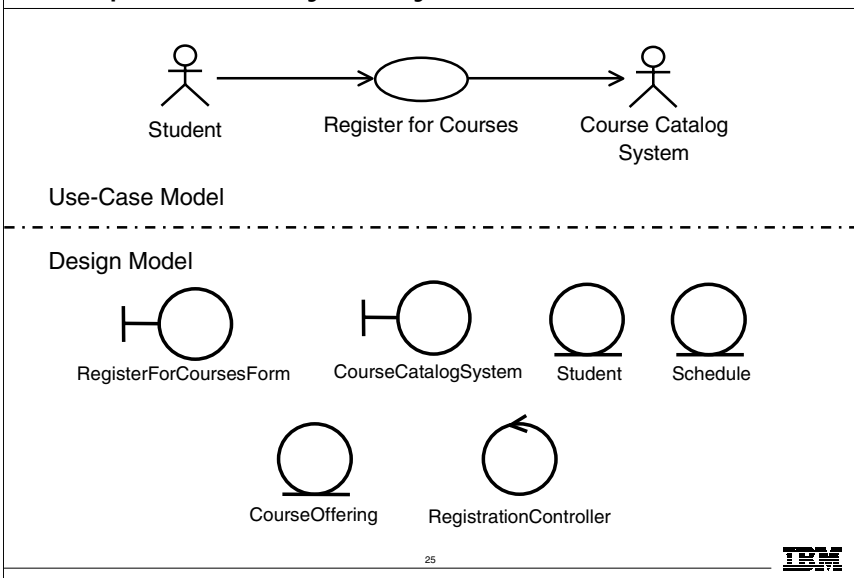 Student
Register for Courses
Course Catalog
System
Use-Case Model
Design Model
RegisterForCoursesForm
CourseCatalogSystem
Student
Schedule
CourseOffering
RegistrationController
25
IBM